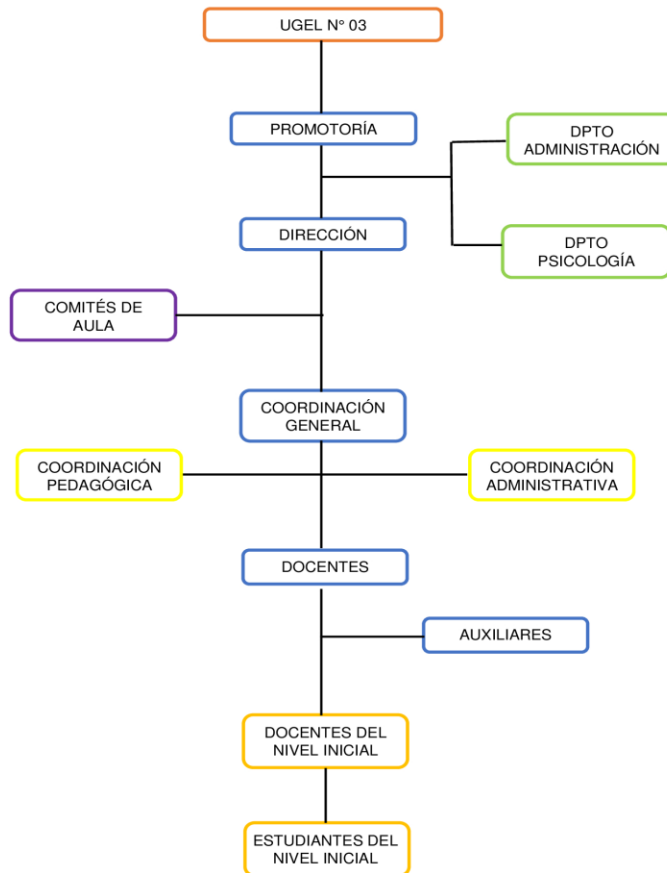 UGEL N° 03
PROMOTORÍA
DPTO
ADMINISTRACIÓN
DIRECCIÓN
DPTO
PSICOLOGÍA
COMITÉS DE
AULA
COORDINACIÓN
GENERAL
COORDINACIÓN
PEDAGÓGICA
COORDINACIÓN
ADMINISTRATIVA
DOCENTES
AUXILIARES
DOCENTES DEL
NIVEL INICIAL
ESTUDIANTES DEL
NIVEL INICIAL